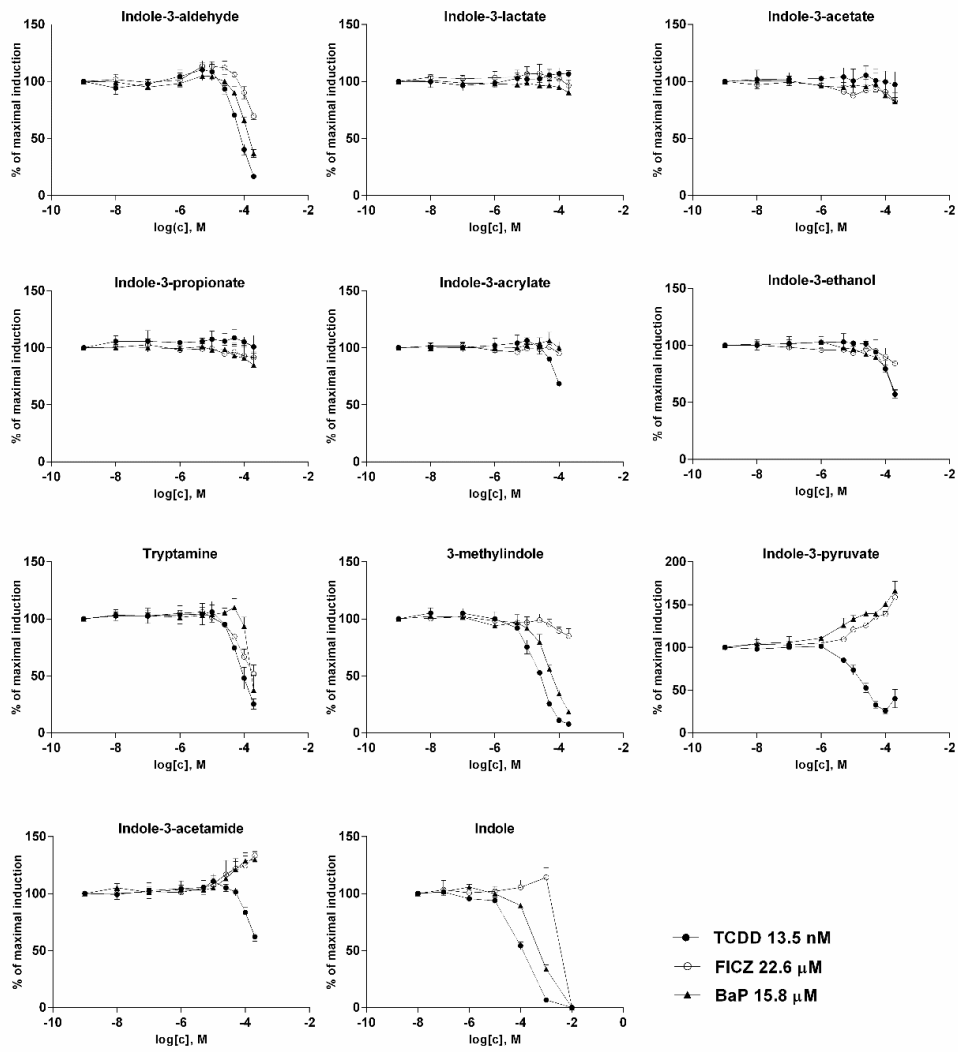 Indole-3-aldehyde
150
100
50
0
% of maximal induction
-10
-8
-6
-4
-2
log(c), M
Indole-3-lactate
150
100
50
0
% of maximal induction
-10
-8
-6
-4
-2
log[c], M
Indole-3-acetate
150
100
50
0
% of maximal induction
-10
-8
-6
-4
-2
log[c], M
Indole-3-propionate
150
100
50
0
% of maximal induction
-10
-8
-6
-4
-2
log[c], M
Indole-3-acrylate
150
100
50
0
% of maximal induction
-10
-8
-6
-4
-2
log[c], M
Indole-3-ethanol
150
100
50
0
% of maximal induction
-10
-8
-6
-4
-2
log[c], M
Tryptamine
150
100
50
0
% of maximal induction
-10
-8
-6
-4
-2
log[c], M
3-methylindole
150
100
50
0
% of maximal induction
-10
-8
-6
-4
-2
log[c], M
Indole-3-pyruvate
200
150
100
50
0
% of maximal induction
-10
-8
-6
-4
-2
log[c], M
Indole-3-acetamide
150
100
50
0
% of maximal induction
-10
-8
-6
-4
-2
log[c], M
Indole
150
100
50
0
% of maximal induction
-10
-8
-6
-4
-2
0
log[c], M
TCDD 13.5 nM
FICZ 22.6 μM
BaP 15.8 μM